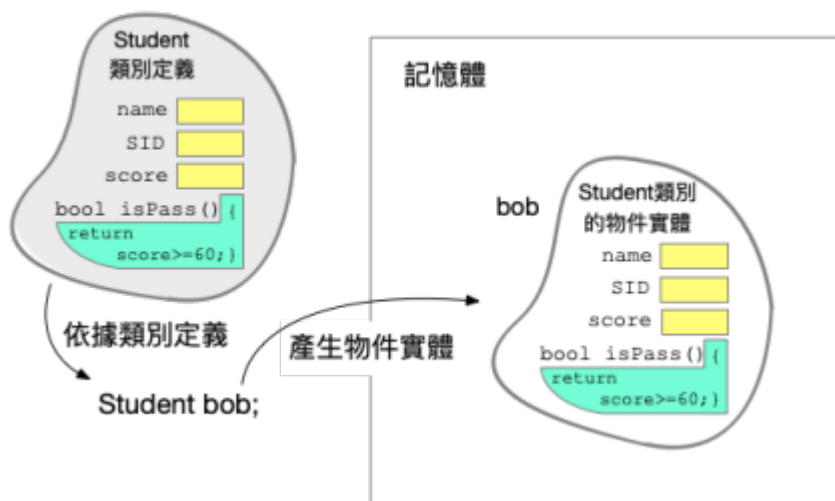 Student
類別定義
name
SID
score
bool isPass() {
return
score>=60;}
依據類別定義
Student bob;
產生物件實體
記憶體
bob
Student類別
的物件實體
name
SID
score
bool isPass() {
return
score>=60;}